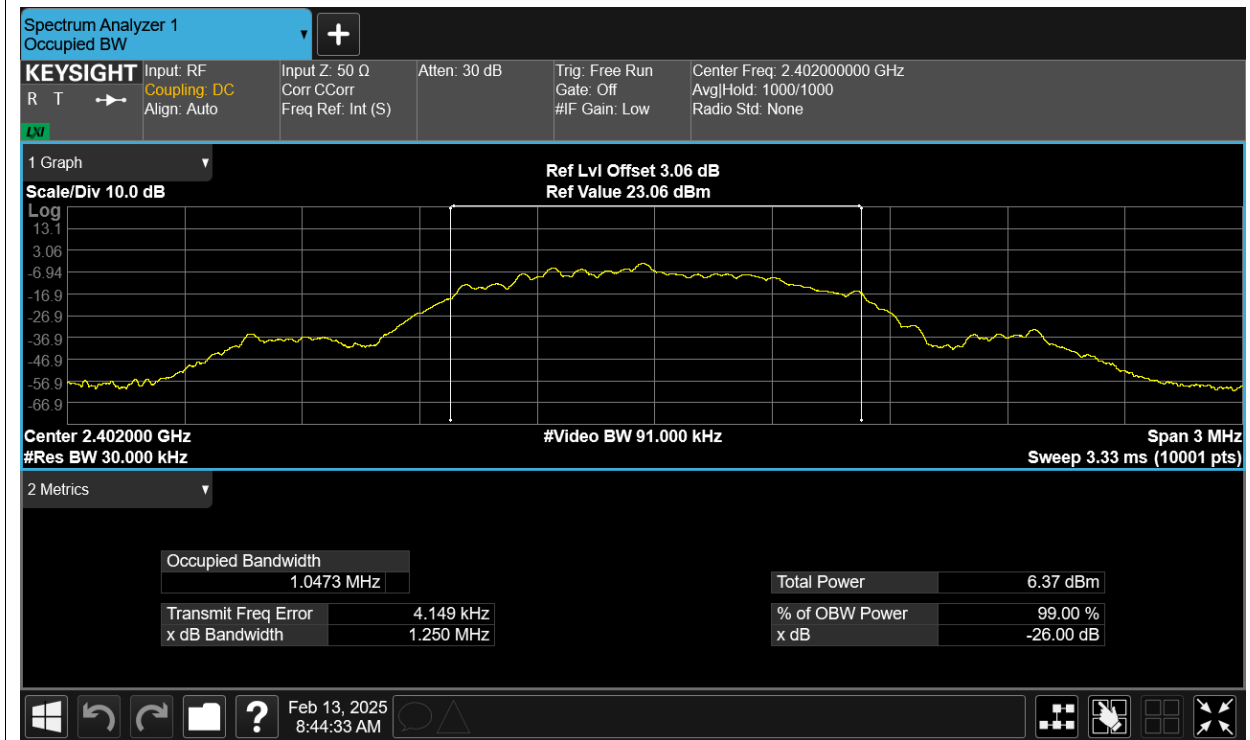 Spectrum Analyzer 1
Occupied BW
KEYSIGHT
R T
LXI
Input: RF
Coupling: DC
Align: Auto
Input Z: 50 Ω
Corr CCorr
Freq Ref: Int (S)
Atten: 30 dB
Trig: Free Run
Gate: Off
#IF Gain: Low
Center Freq: 2.402000000 GHz
Avg|Hold: 1000/1000
Radio Std: None
1 Graph
Scale/Div 10.0 dB
Ref Lvl Offset 3.06 dB
Ref Value 23.06 dBm
Log
13.1
3.06
-6.94
-16.9
-26.9
-36.9
-46.9
-56.9
-66.9
Center 2.402000 GHz
#Res BW 30.000 kHz
#Video BW 91.000 kHz
Span 3 MHz
Sweep 3.33 ms (10001 pts)
2 Metrics
Occupied Bandwidth
1.0473 MHz
Transmit Freq Error 4.149 kHz
x dB Bandwidth 1.250 MHz
Total Power 6.37 dBm
% of OBW Power 99.00 %
x dB -26.00 dB
?
Feb 13, 2025
8:44:33 AM